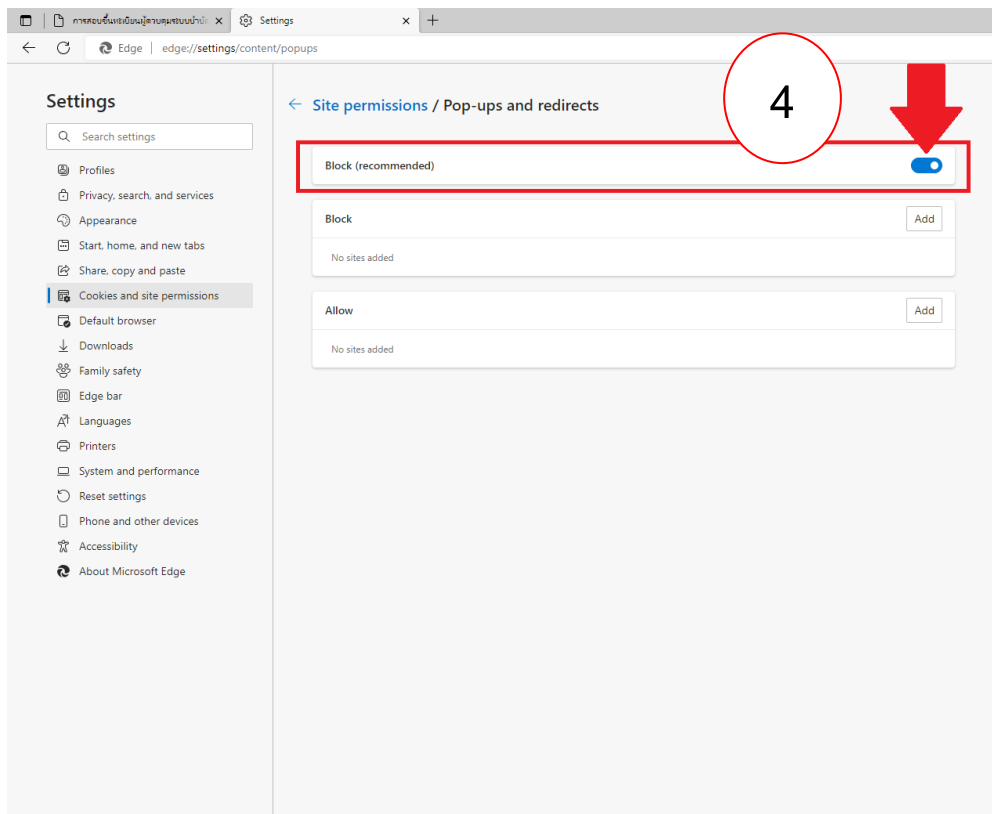 การสอบขึ้นทะเบียนผู้ควบคุมระบบบำบั
Settings
Edge
edge://settings/content/popups
Settings
Search settings
Profiles
Privacy, search, and services
Appearance
Start, home, and new tabs
Share, copy and paste
Cookies and site permissions
Default browser
Downloads
Family safety
Edge bar
Languages
Printers
System and performance
Reset settings
Phone and other devices
Accessibility
About Microsoft Edge
Site permissions / Pop-ups and redirects
4
Block (recommended)
Block
Add
No sites added
Allow
Add
No sites added